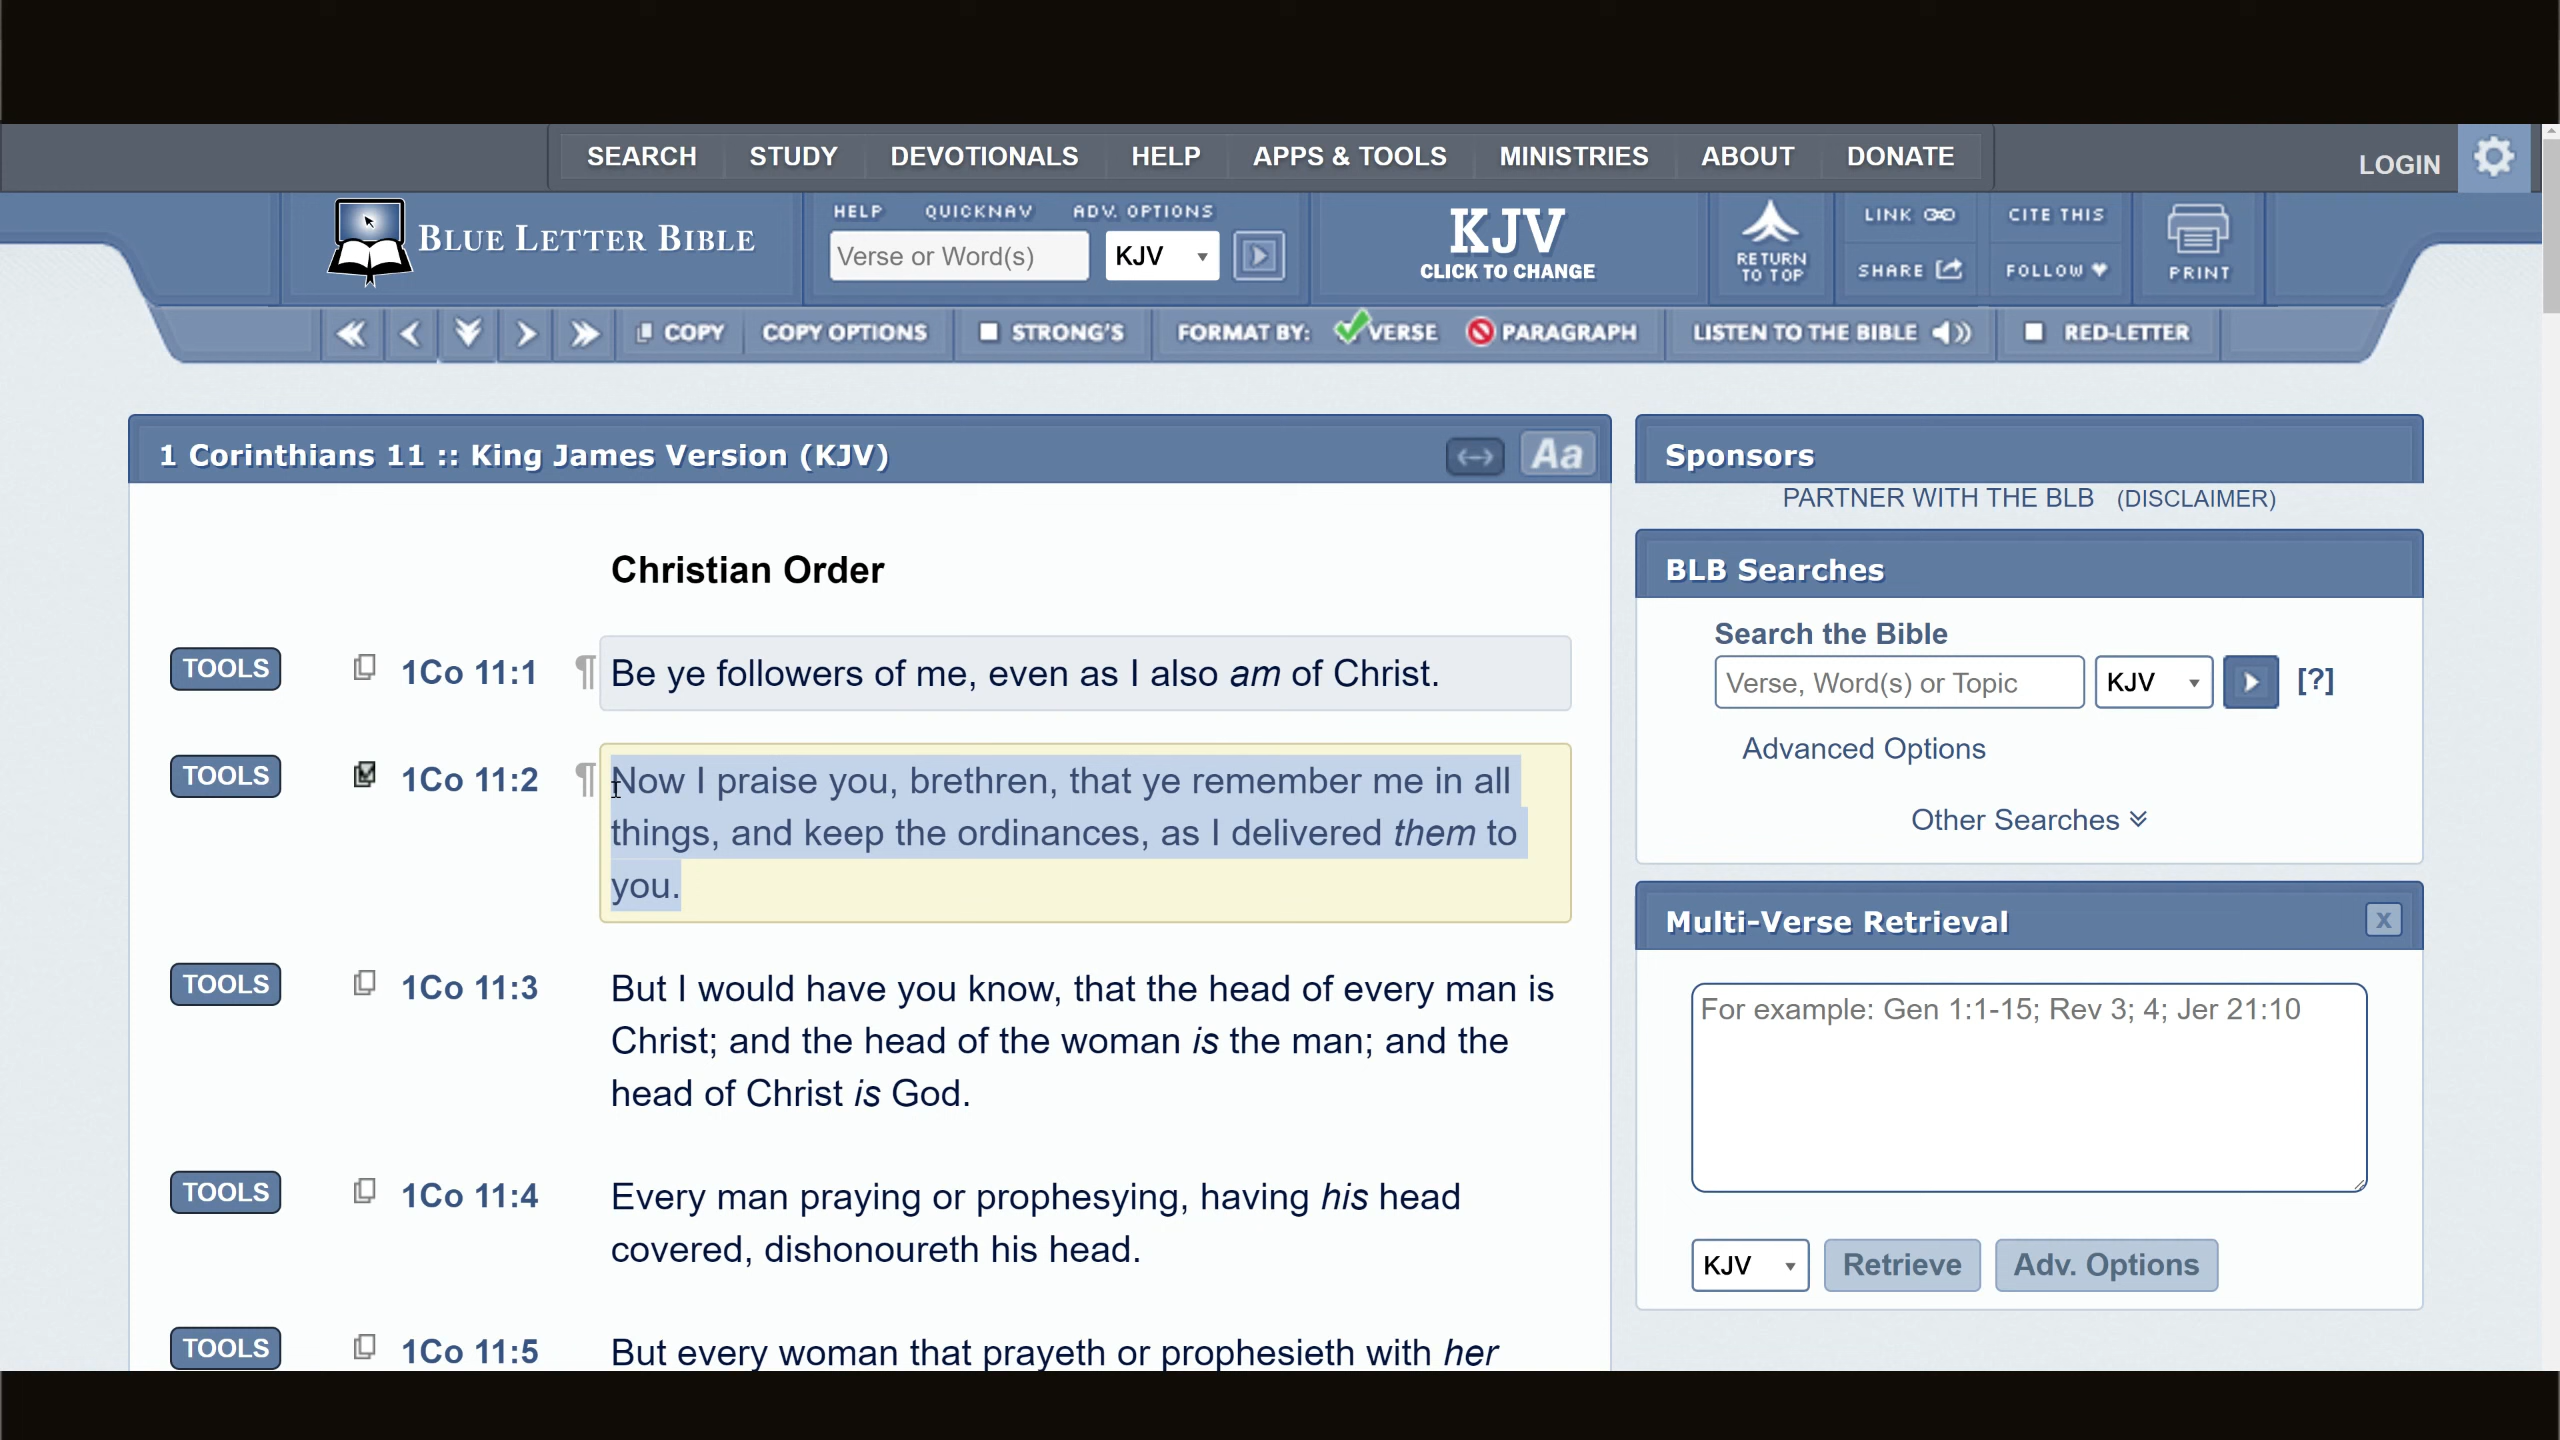 SEARCH STUDY DEVOTIONALS HELP APPS & TOOLS MINISTRIES ABOUT DONATE LOGIN
BLUE LETTER BIBLE
HELP QUICKNAV ADV. OPTIONS
Verse or Word(s) KJV
KJV
CLICK TO CHANGE
RETURN
TO TOP
LINK CITE THIS
SHARE FOLLOW
PRINT
COPY COPY OPTIONS STRONG'S FORMAT BY: VERSE PARAGRAPH LISTEN TO THE BIBLE RED-LETTER
1 Corinthians 11 :: King James Version (KJV) Aa
Christian Order
TOOLS 1Co 11:1 ¶ Be ye followers of me, even as I also am of Christ.
TOOLS 1Co 11:2 ¶ Now I praise you, brethren, that ye remember me in all
things, and keep the ordinances, as I delivered them to
you.
TOOLS 1Co 11:3 But I would have you know, that the head of every man is
Christ; and the head of the woman is the man; and the
head of Christ is God.
TOOLS 1Co 11:4 Every man praying or prophesying, having his head
covered, dishonoureth his head.
TOOLS 1Co 11:5 But every woman that prayeth or prophesieth with her
Sponsors
PARTNER WITH THE BLB (DISCLAIMER)
BLB Searches
Search the Bible
Verse, Word(s) or Topic KJV [?]
Advanced Options
Other Searches
Multi-Verse Retrieval X
For example: Gen 1:1-15; Rev 3; 4; Jer 21:10
KJV Retrieve Adv. Options